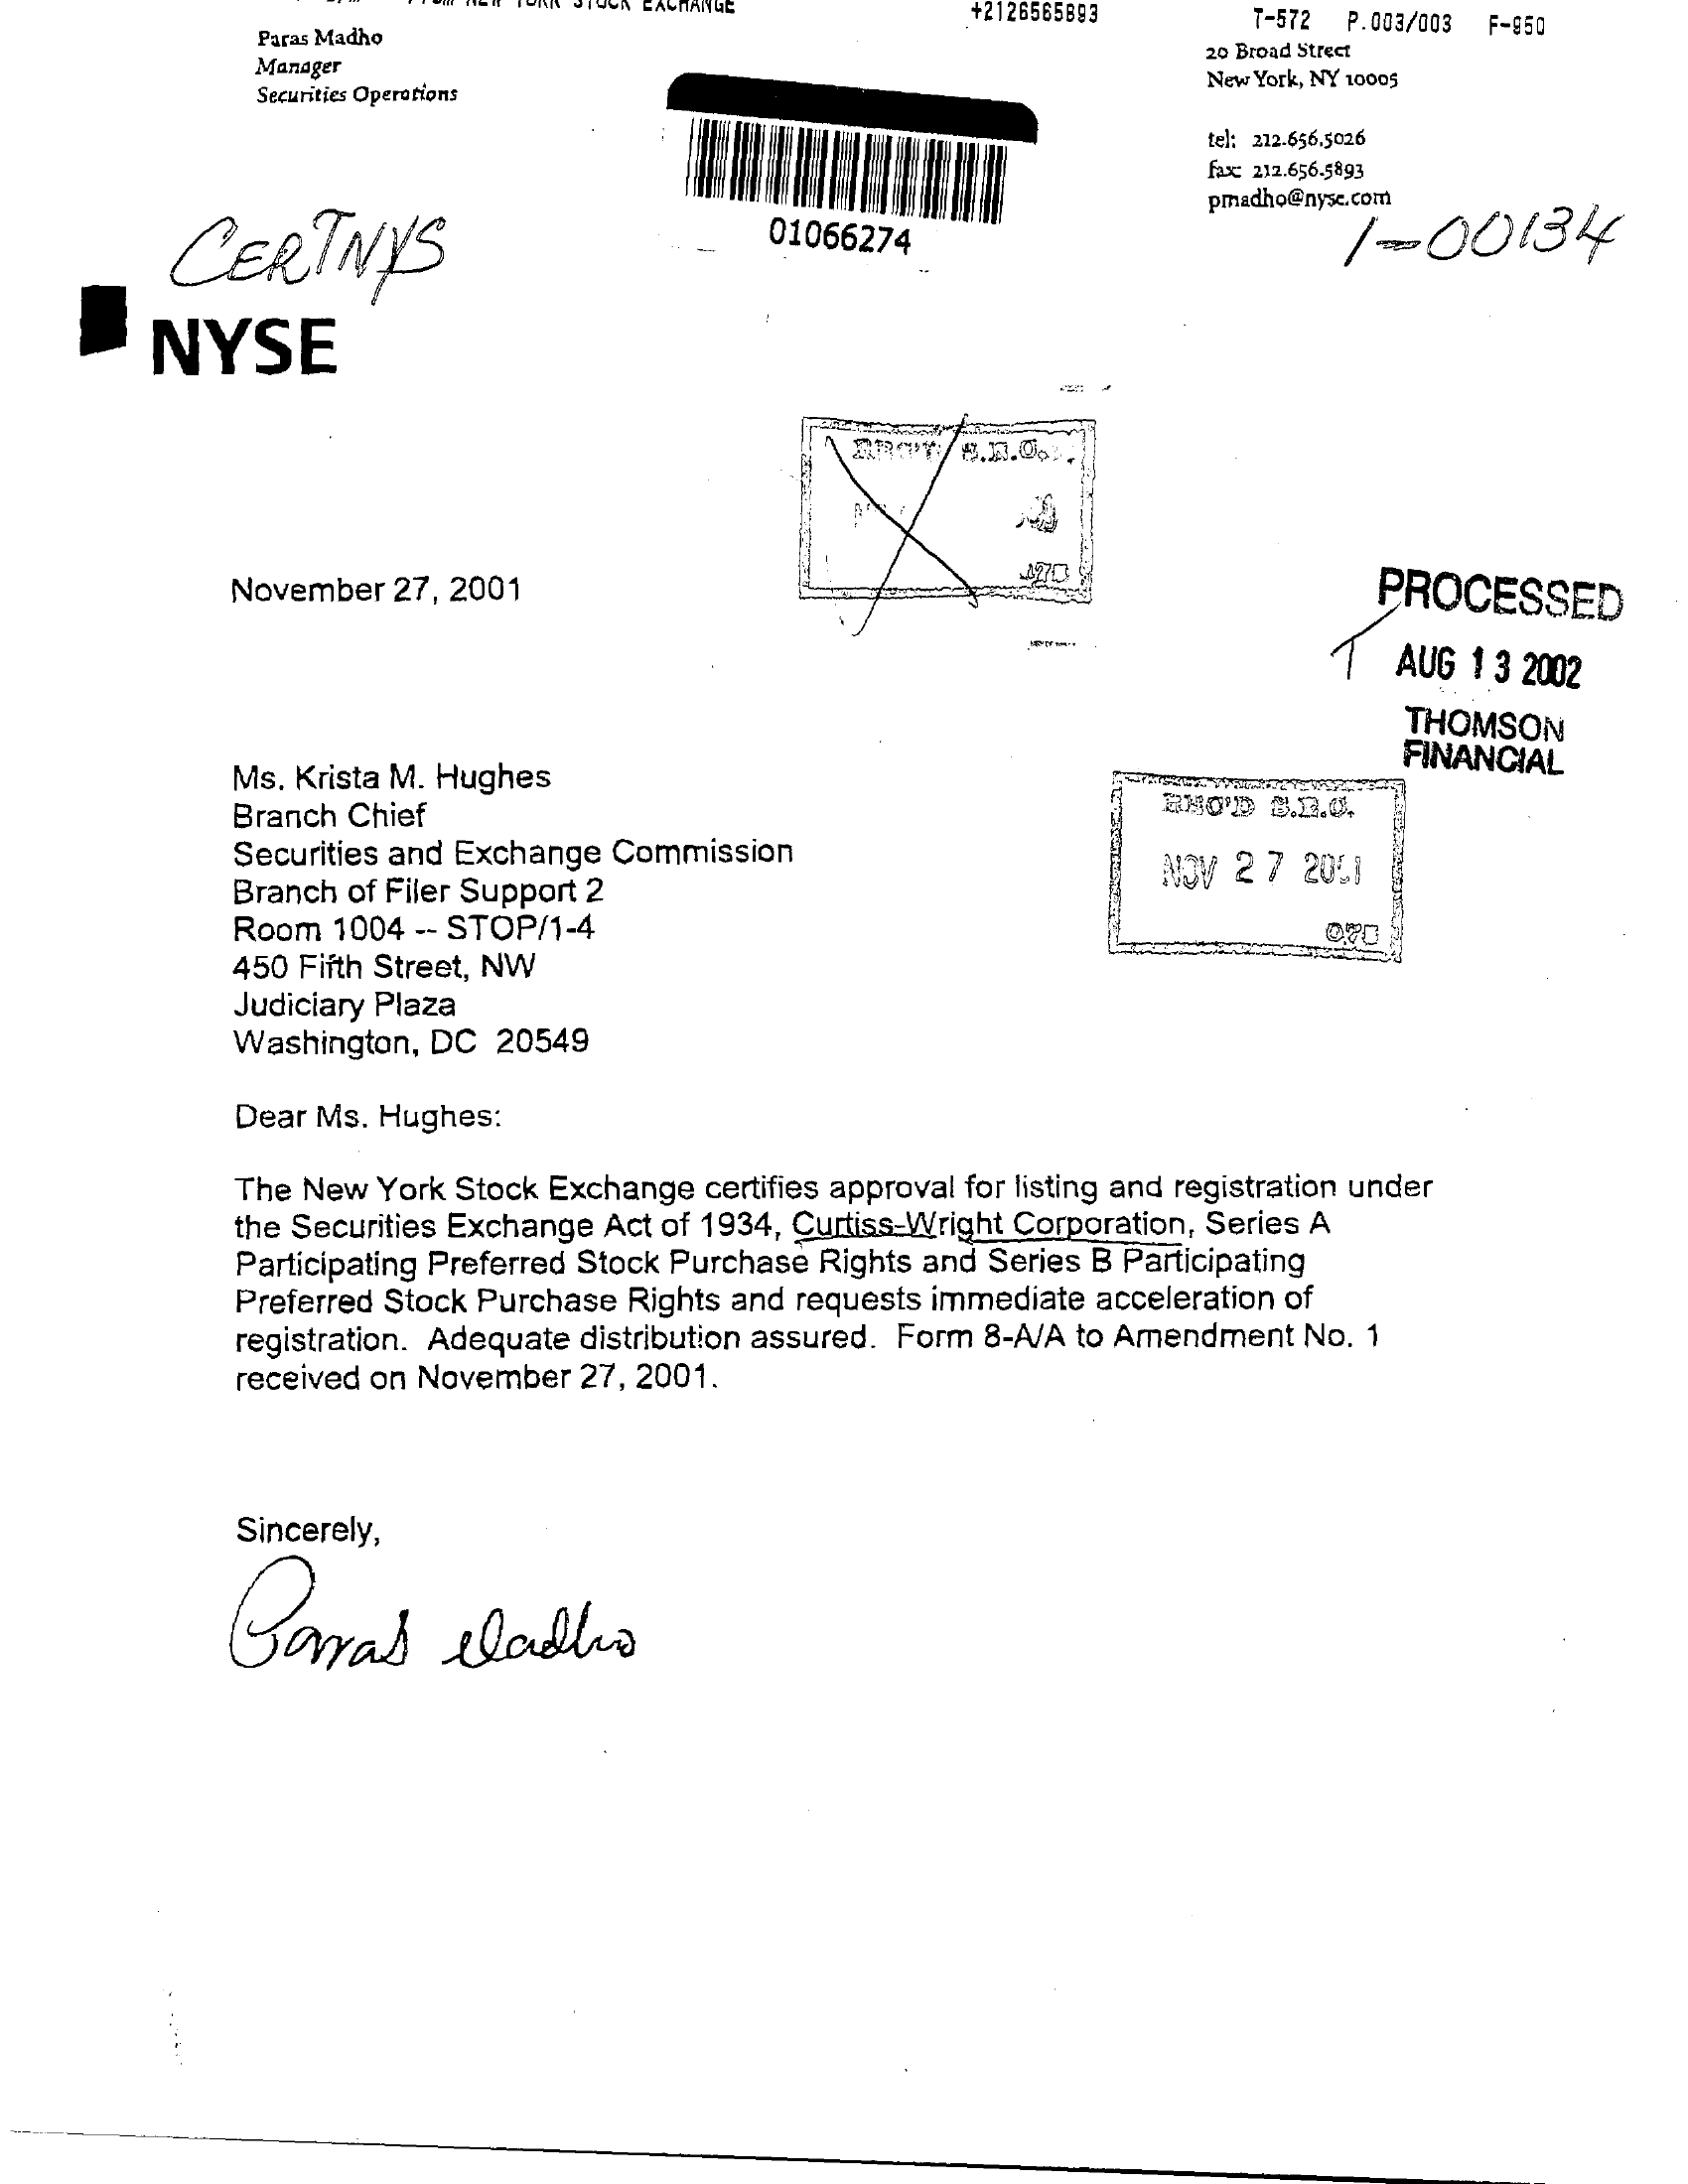 NEW YORK STOCK EXCHANGE
+2126565893
T-572 P.003/003 F-950
Paras Madho
Manager
Securities Operations
20 Broad Street
New York, NY 10005
tel: 212.656.5026
fax: 212.656.5893
pmadho@nyse.com
01066274
CERTNYS
1-00134
NYSE
S.E.C.
November 27, 2001
PROCESSED
AUG 13 2002
THOMSON
FINANCIAL
REC'D S.E.C.
NOV 27 2001
070
Ms. Krista M. Hughes
Branch Chief
Securities and Exchange Commission
Branch of Filer Support 2
Room 1004 -- STOP/1-4
450 Fifth Street, NW
Judiciary Plaza
Washington, DC 20549
Dear Ms. Hughes:
The New York Stock Exchange certifies approval for listing and registration under
the Securities Exchange Act of 1934, Curtiss-Wright Corporation, Series A
Participating Preferred Stock Purchase Rights and Series B Participating
Preferred Stock Purchase Rights and requests immediate acceleration of
registration. Adequate distribution assured. Form 8-A/A to Amendment No. 1
received on November 27, 2001.
Sincerely,
Paras Madho